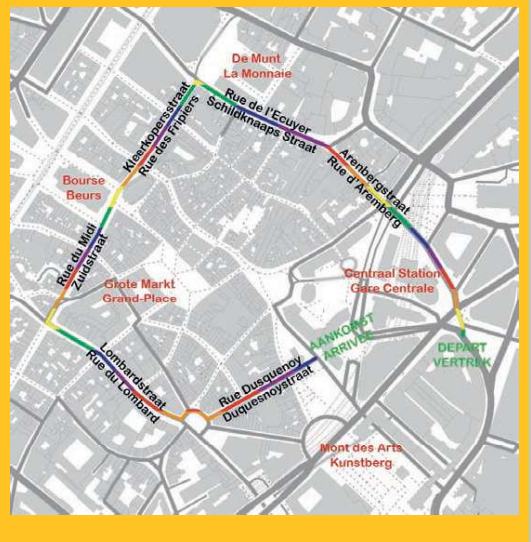 De Munt
La Monnaie
Kleerkopersstraat
Rue des Fripiers
Rue de l'Ecuyer
Schildknaaps Straat
Arenbergstraat
Rue d'Aremberg
Bourse
Beurs
Rue du Midi
Zuidstraat
Grote Markt
Grand-Place
Centraal Station
Gare Centrale
AANKOMST
ARRIVEE
DEPART
VERTREK
Lombardstraat
Rue du Lombard
Rue Dusquenoy
Duquesnoystraat
Mont des Arts
Kunstberg